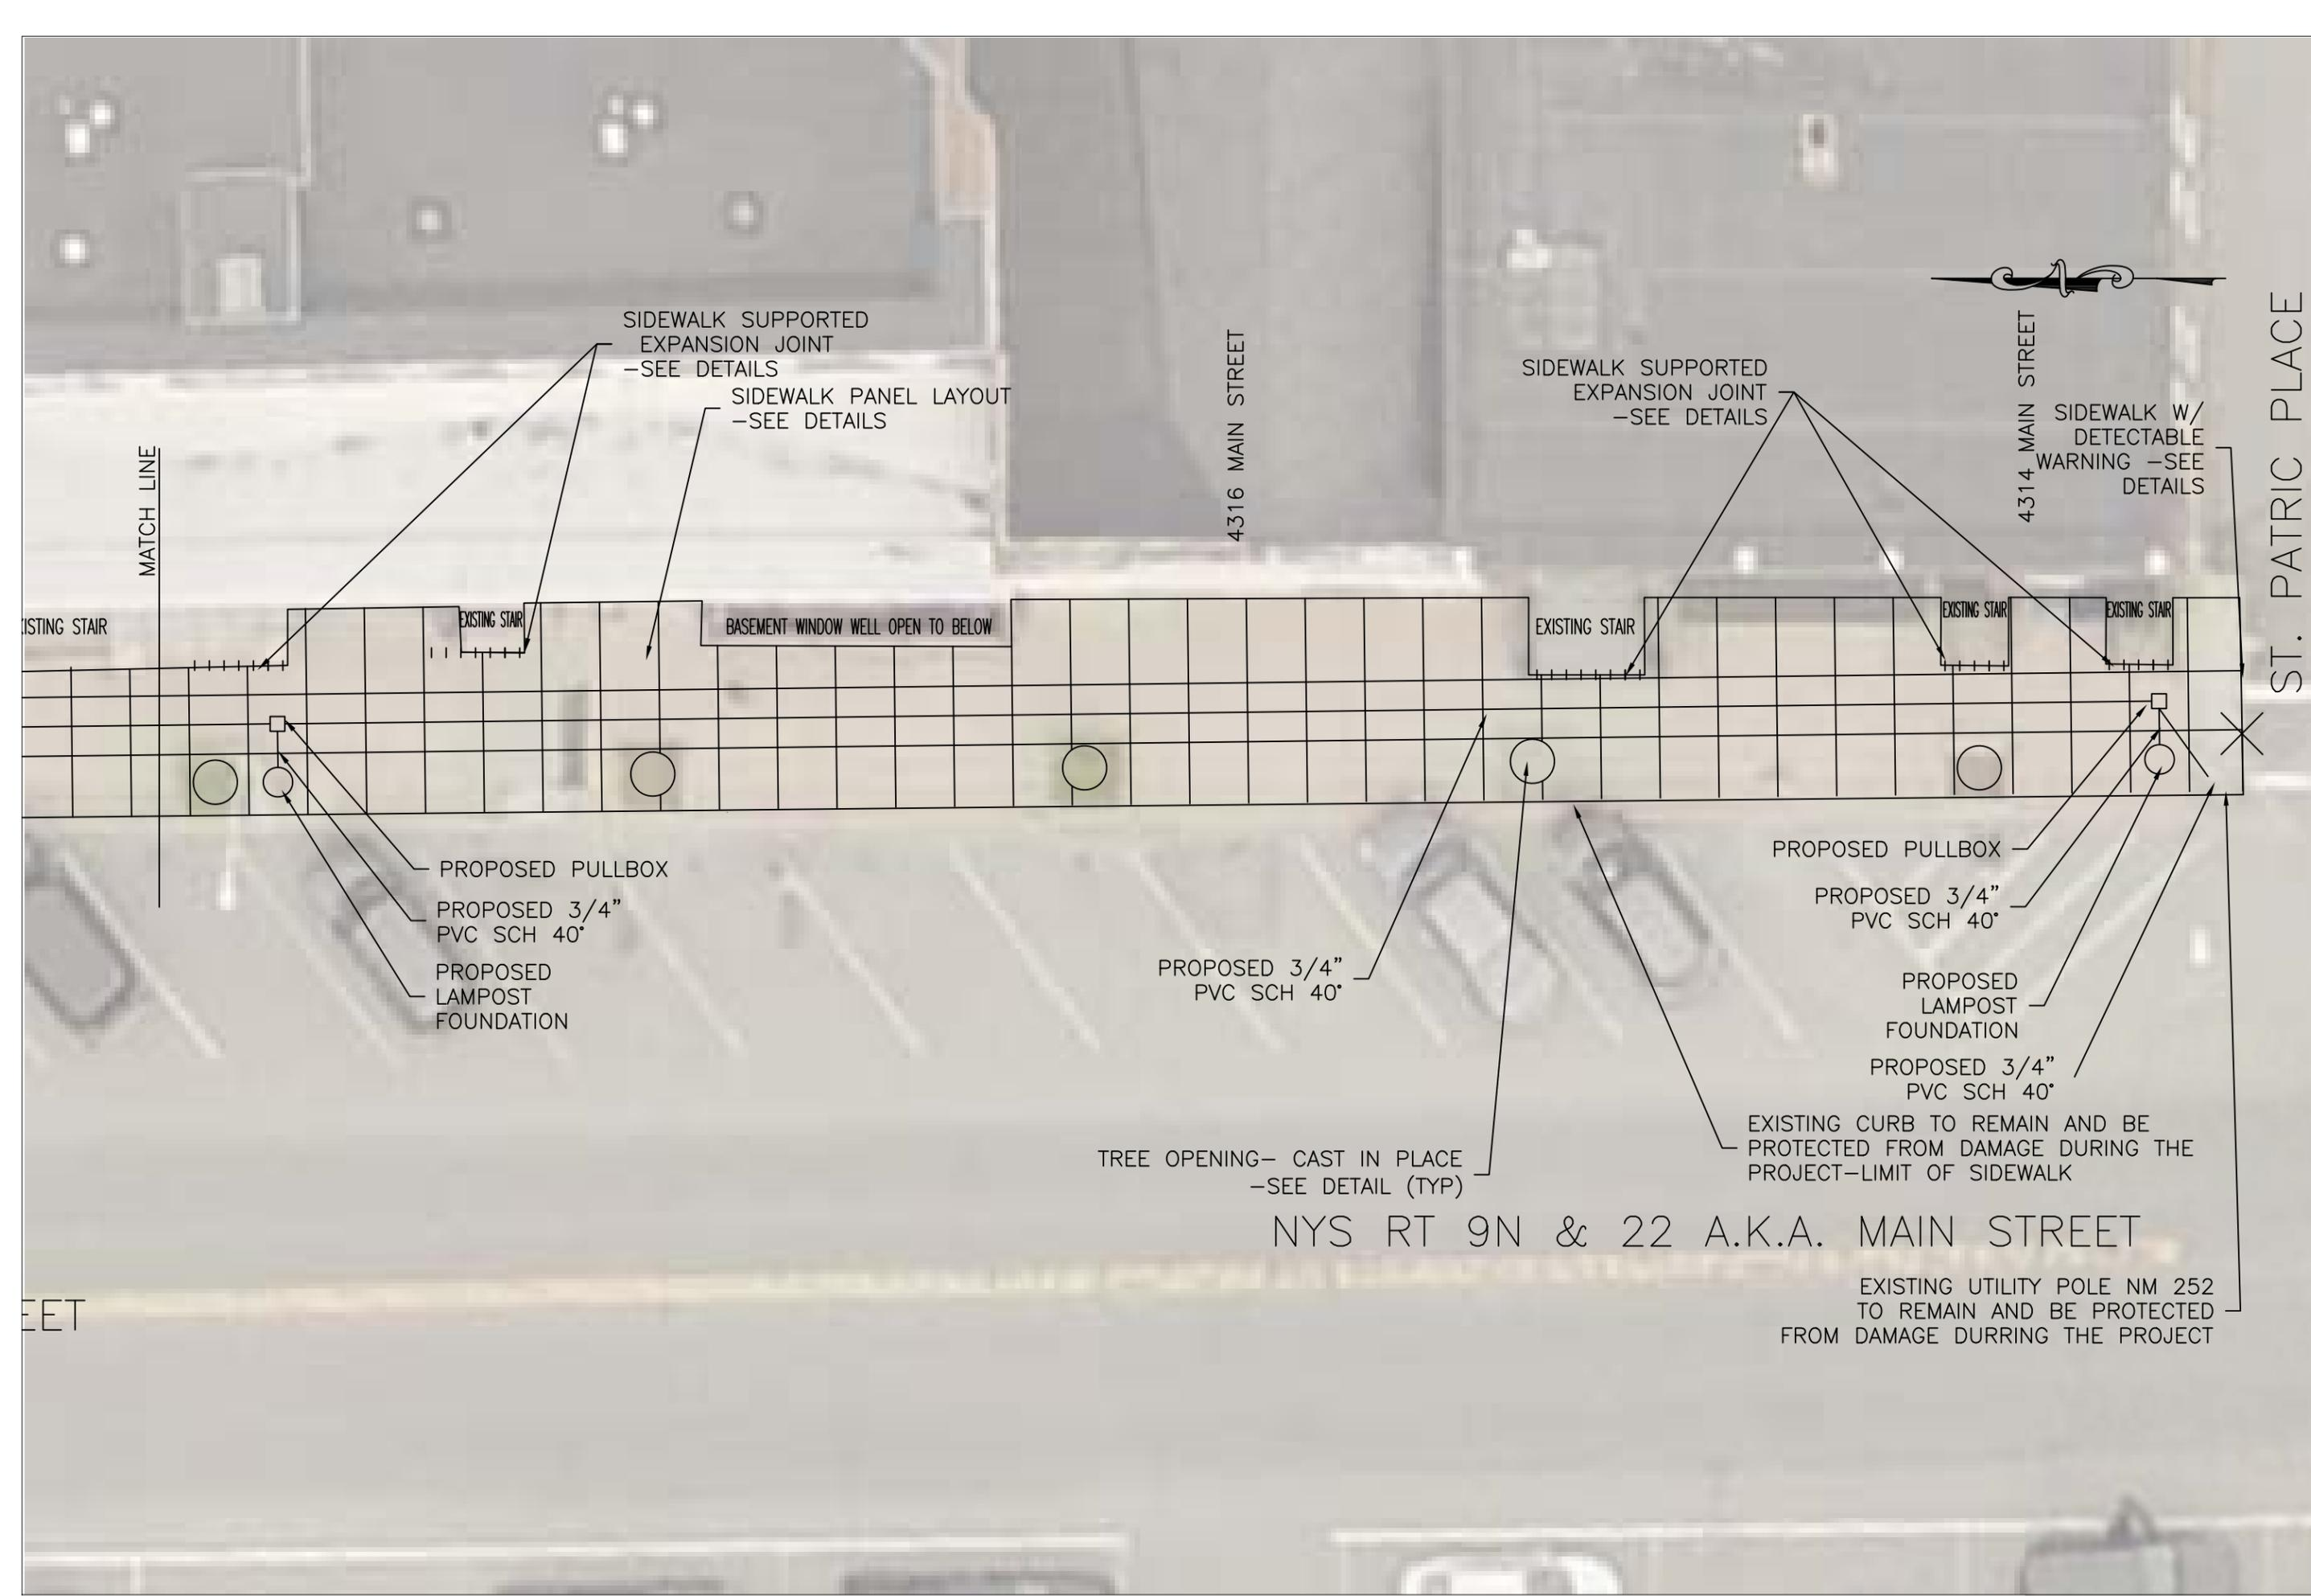 SIDEWALK SUPPORTED
EXPANSION JOINT
-SEE DETAILS
SIDEWALK PANEL LAYOUT
-SEE DETAILS
MATCH LINE
4316 MAIN STREET
SIDEWALK SUPPORTED
EXPANSION JOINT
-SEE DETAILS
4314 MAIN STREET
SIDEWALK W/
DETECTABLE
WARNING -SEE
DETAILS
ST. PATRIC PLACE
ISTING STAIR
EXISTING STAIR
BASEMENT WINDOW WELL OPEN TO BELOW
EXISTING STAIR
EXISTING STAIR
EXISTING STAIR
PROPOSED PULLBOX
PROPOSED 3/4"
PVC SCH 40°
PROPOSED
LAMPOST
FOUNDATION
PROPOSED 3/4"
PVC SCH 40°
PROPOSED PULLBOX
PROPOSED 3/4"
PVC SCH 40°
PROPOSED
LAMPOST
FOUNDATION
PROPOSED 3/4"
PVC SCH 40°
TREE OPENING- CAST IN PLACE
-SEE DETAIL (TYP)
EXISTING CURB TO REMAIN AND BE
PROTECTED FROM DAMAGE DURING THE
PROJECT-LIMIT OF SIDEWALK
NYS RT 9N & 22 A.K.A. MAIN STREET
EXISTING UTILITY POLE NM 252
TO REMAIN AND BE PROTECTED
FROM DAMAGE DURRING THE PROJECT
EET